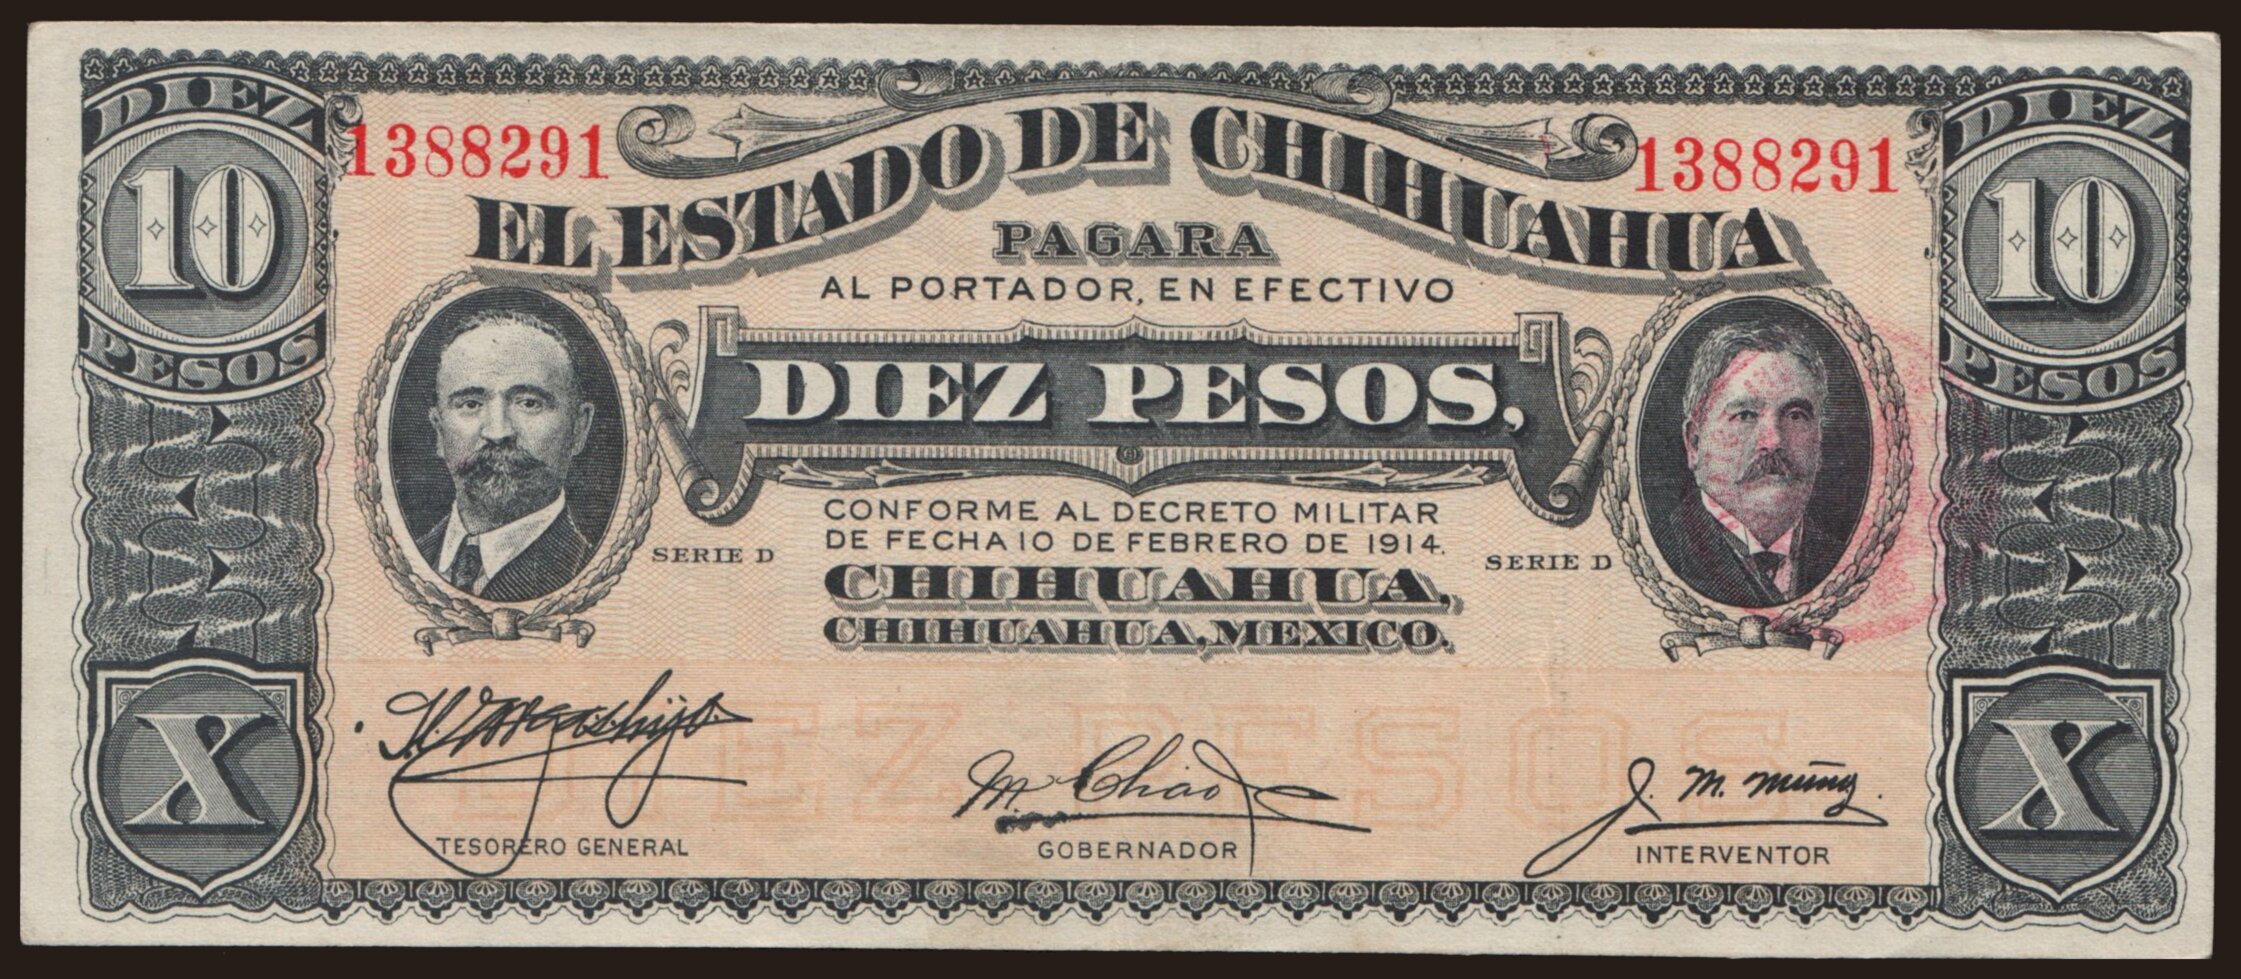 DIEZ
10
PESOS
1388291
1388291
DIEZ
10
PESOS
EL ESTADO DE CHIHUAHUA
PAGARA
AL PORTADOR, EN EFECTIVO
DIEZ PESOS,
CONFORME AL DECRETO MILITAR
DE FECHA 10 DE FEBRERO DE 1914.
SERIE D
SERIE D
CHIHUAHUA,
CHIHUAHUA, MEXICO.
DIEZ PESOS
X
X
M. Chao
J. M. Muñoz.
TESORERO GENERAL
GOBERNADOR
INTERVENTOR